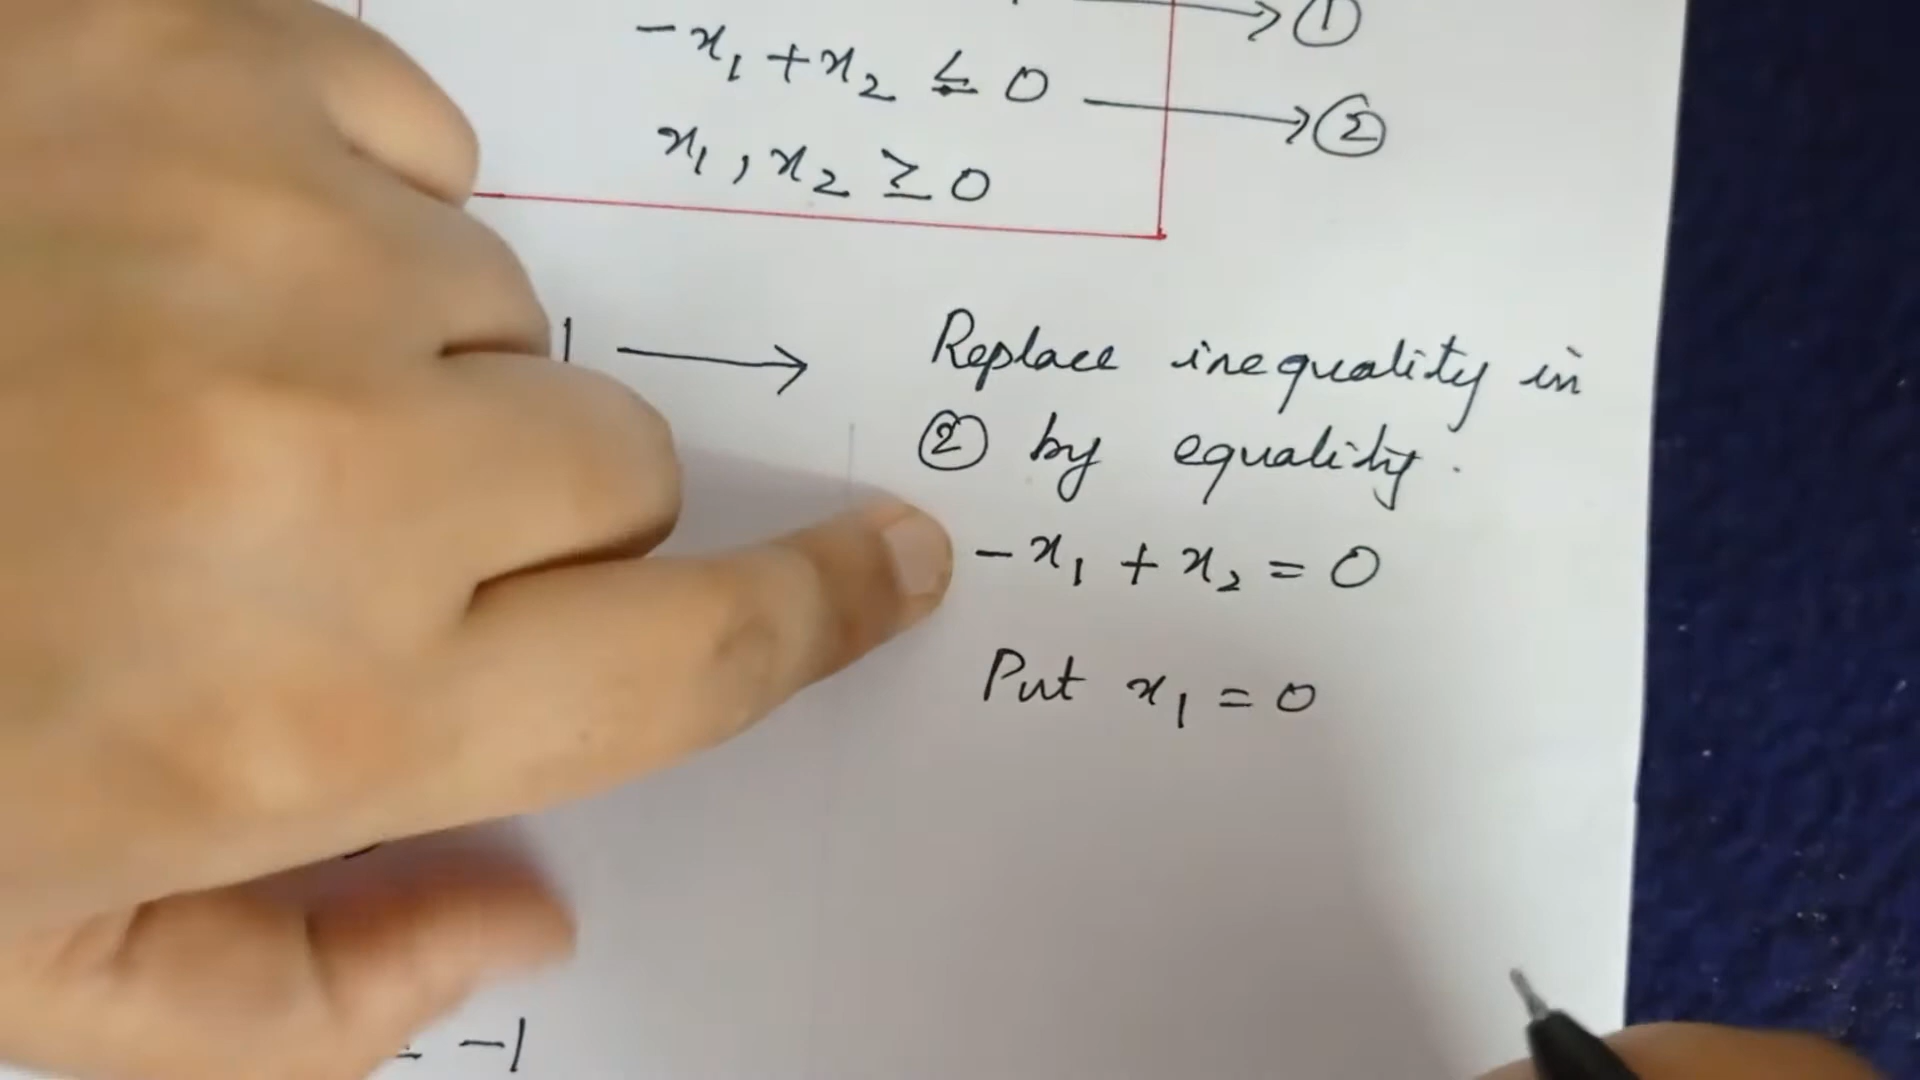 → ①
-x₁ + x₂ ≤ 0 → ②
x₁, x₂ ≥ 0
1 → Replace inequality in
② by equality.
-x₁ + x₂ = 0
Put x₁ = 0
-1